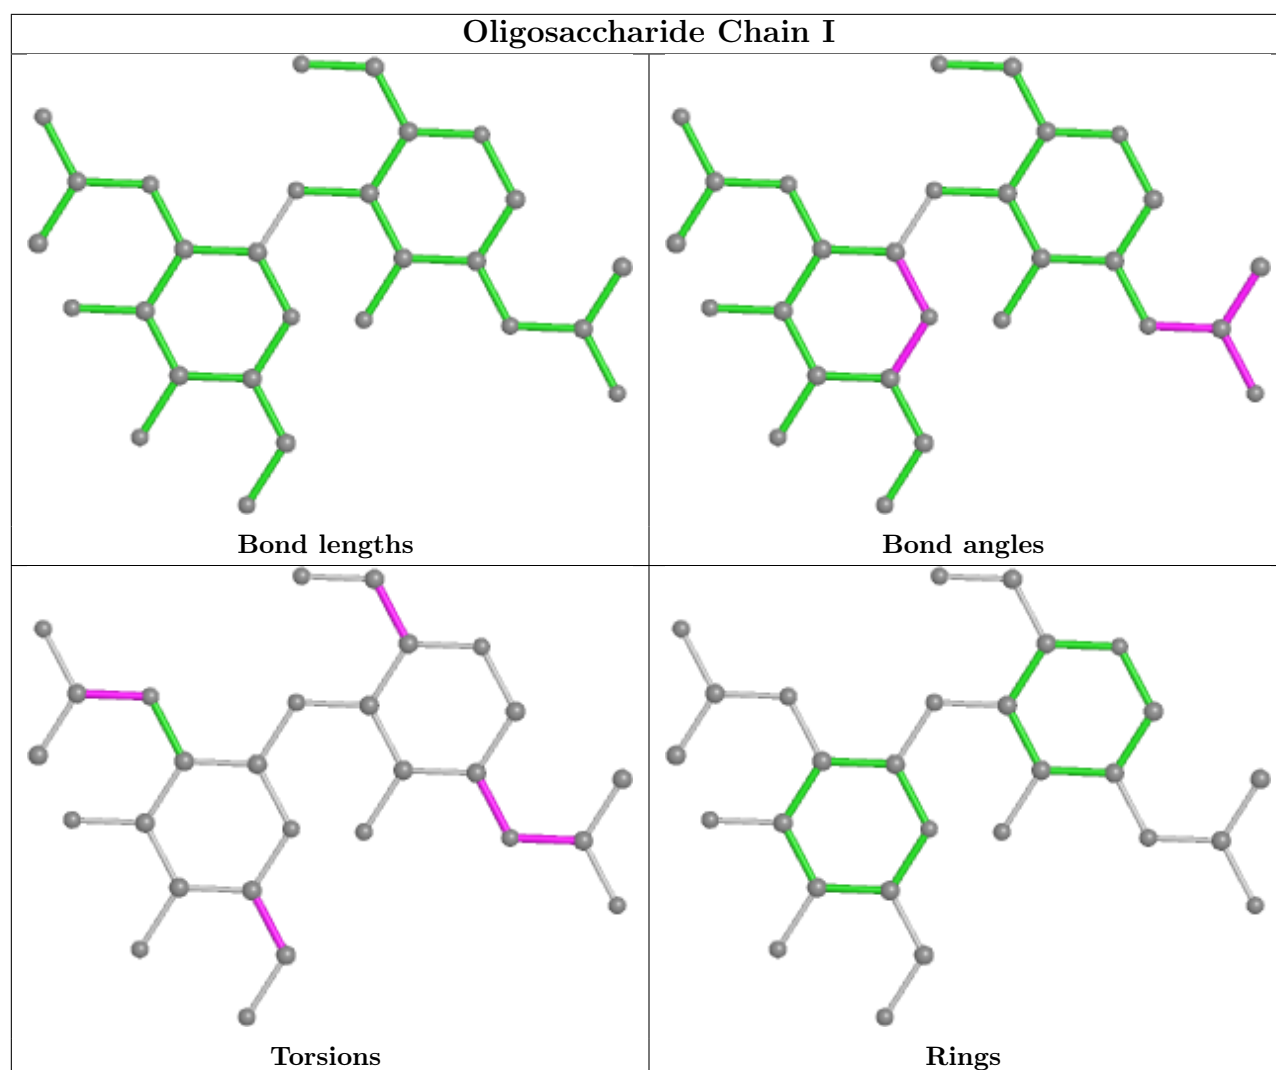 Oligosaccharide Chain I
Bond lengths
Bond angles
Torsions
Rings